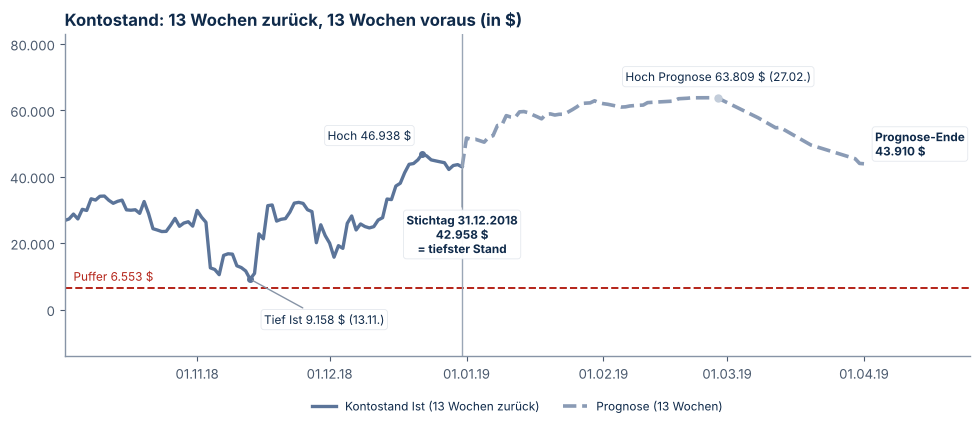 Kontostand: 13 Wochen zurück, 13 Wochen voraus (in $)
80.000
60.000
40.000
20.000
0
Hoch Prognose 63.809 $ (27.02.)
Hoch 46.938 $
Prognose-Ende
43.910 $
Stichtag 31.12.2018
42.958 $
= tiefster Stand
Puffer 6.553 $
Tief Ist 9.158 $ (13.11.)
01.11.18
01.12.18
01.01.19
01.02.19
01.03.19
01.04.19
Kontostand Ist (13 Wochen zurück)
Prognose (13 Wochen)